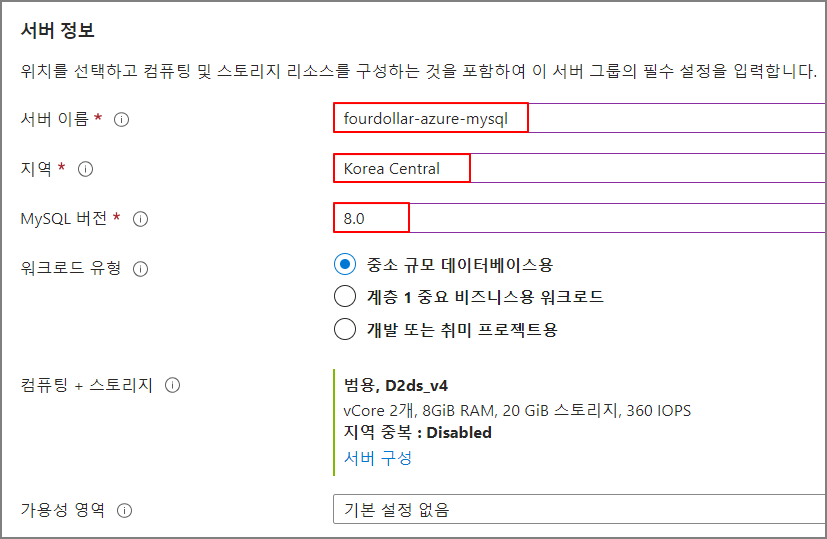 서버 정보
위치를 선택하고 컴퓨팅 및 스토리지 리소스를 구성하는 것을 포함하여 이 서버 그룹의 필수 설정을 입력합니다.
서버 이름 * fourdollar-azure-mysql
지역 * Korea Central
MySQL 버전 * 8.0
워크로드 유형 중소 규모 데이터베이스용
계층 1 중요 비즈니스용 워크로드
개발 또는 취미 프로젝트용
컴퓨팅 + 스토리지 범용, D2ds_v4
vCore 2개, 8GiB RAM, 20 GiB 스토리지, 360 IOPS
지역 중복 : Disabled
서버 구성
가용성 영역 기본 설정 없음